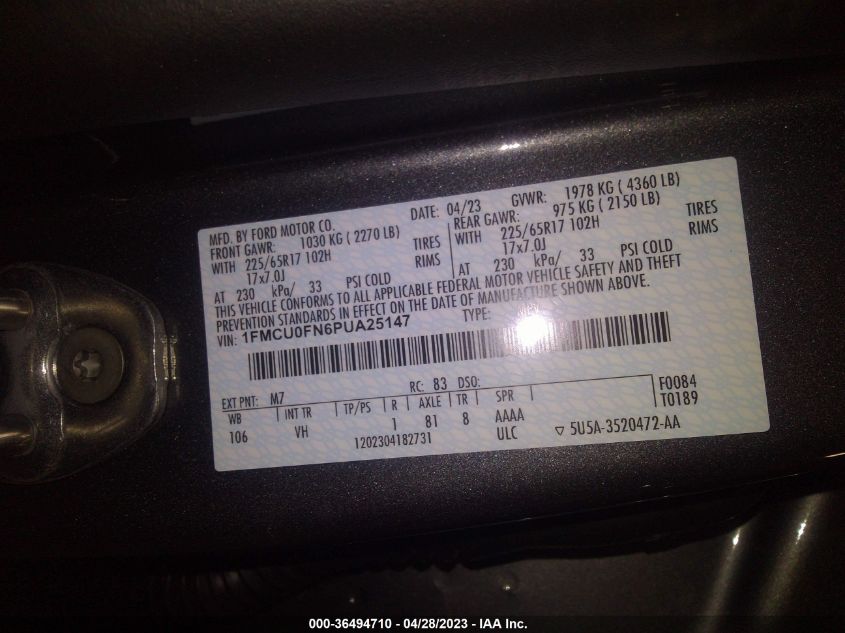 MFD. BY FORD MOTOR CO. DATE: 04/23 GVWR: 1978 KG ( 4360 LB)
FRONT GAWR: 1030 KG ( 2270 LB) REAR GAWR: 975 KG ( 2150 LB)
WITH 225/65R17 102H TIRES WITH 225/65R17 102H TIRES
17x7.0J RIMS 17x7.0J RIMS
AT 230 kPa/ 33 PSI COLD AT 230 kPa/ 33 PSI COLD
THIS VEHICLE CONFORMS TO ALL APPLICABLE FEDERAL MOTOR VEHICLE SAFETY AND THEFT
PREVENTION STANDARDS IN EFFECT ON THE DATE OF MANUFACTURE SHOWN ABOVE.
VIN: 1FMCU0FN6PUA25147 TYPE:
EXT PNT: M7 RC: 83 DSO: F0084
WB INT TR TP/PS R AXLE TR SPR T0189
106 VH 1 81 8 AAAA
1202304182731 ULC ▽ 5U5A-3520472-AA
000-36494710 - 04/28/2023 - IAA Inc.